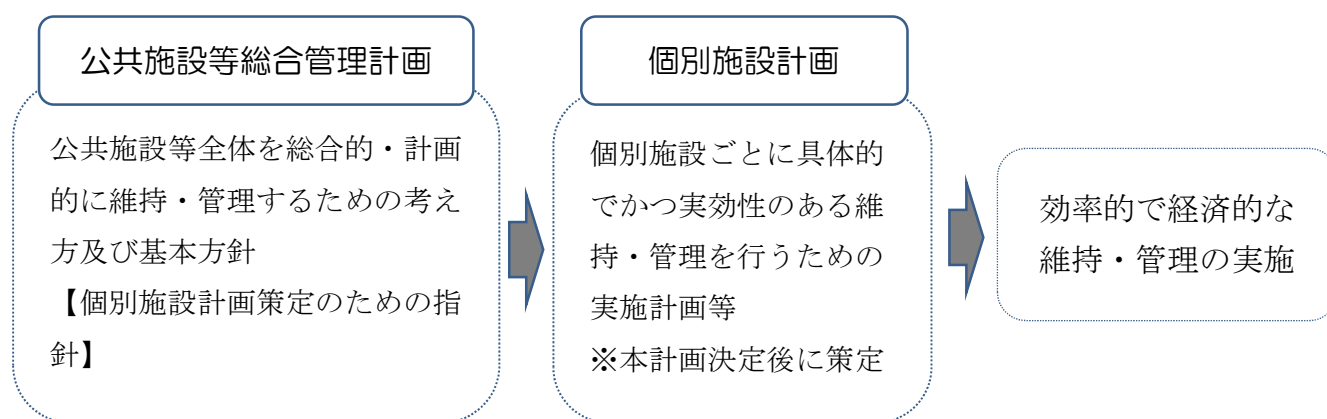 公共施設等総合管理計画
公共施設等全体を総合的・計画
的に維持・管理するための考え
方及び基本方針
【個別施設計画策定のための指
針】
個別施設計画
個別施設ごとに具体的
でかつ実効性のある維
持・管理を行うための
実施計画等
※本計画決定後に策定
効率的で経済的な
維持・管理の実施